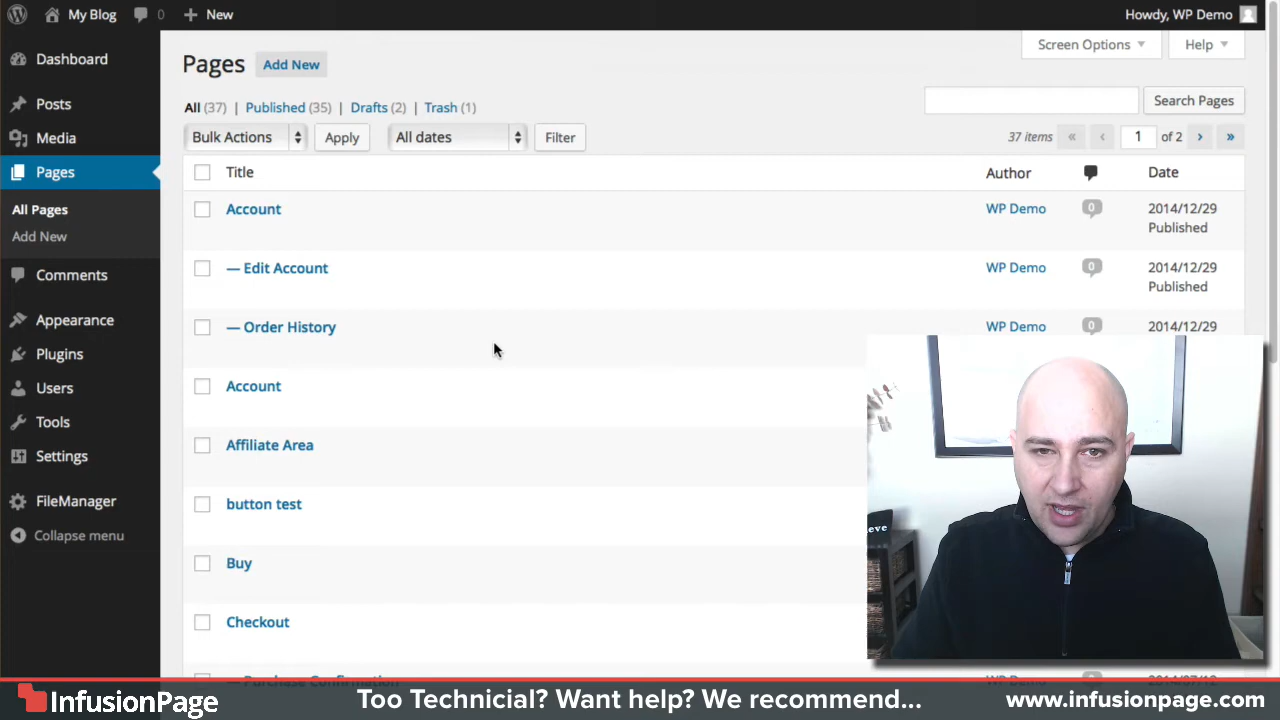 My Blog
0
New
Howdy, WP Demo
Dashboard
Posts
Media
Pages
All Pages
Add New
Comments
Appearance
Plugins
Users
Tools
Settings
FileManager
Collapse menu
Screen Options
Help
Pages
Add New
All (37) | Published (35) | Drafts (2) | Trash (1)
Search Pages
Bulk Actions
Apply
All dates
Filter
37 items « ‹ 1 of 2 › »
Title
Author
Date
Account
WP Demo
0
2014/12/29
Published
— Edit Account
WP Demo
0
2014/12/29
Published
— Order History
WP Demo
0
2014/12/29
Account
Affiliate Area
button test
Buy
Checkout
— Purchase Confirmation
eve
InfusionPage
Too Technicial? Want help? We recommend...
www.infusionpage.com